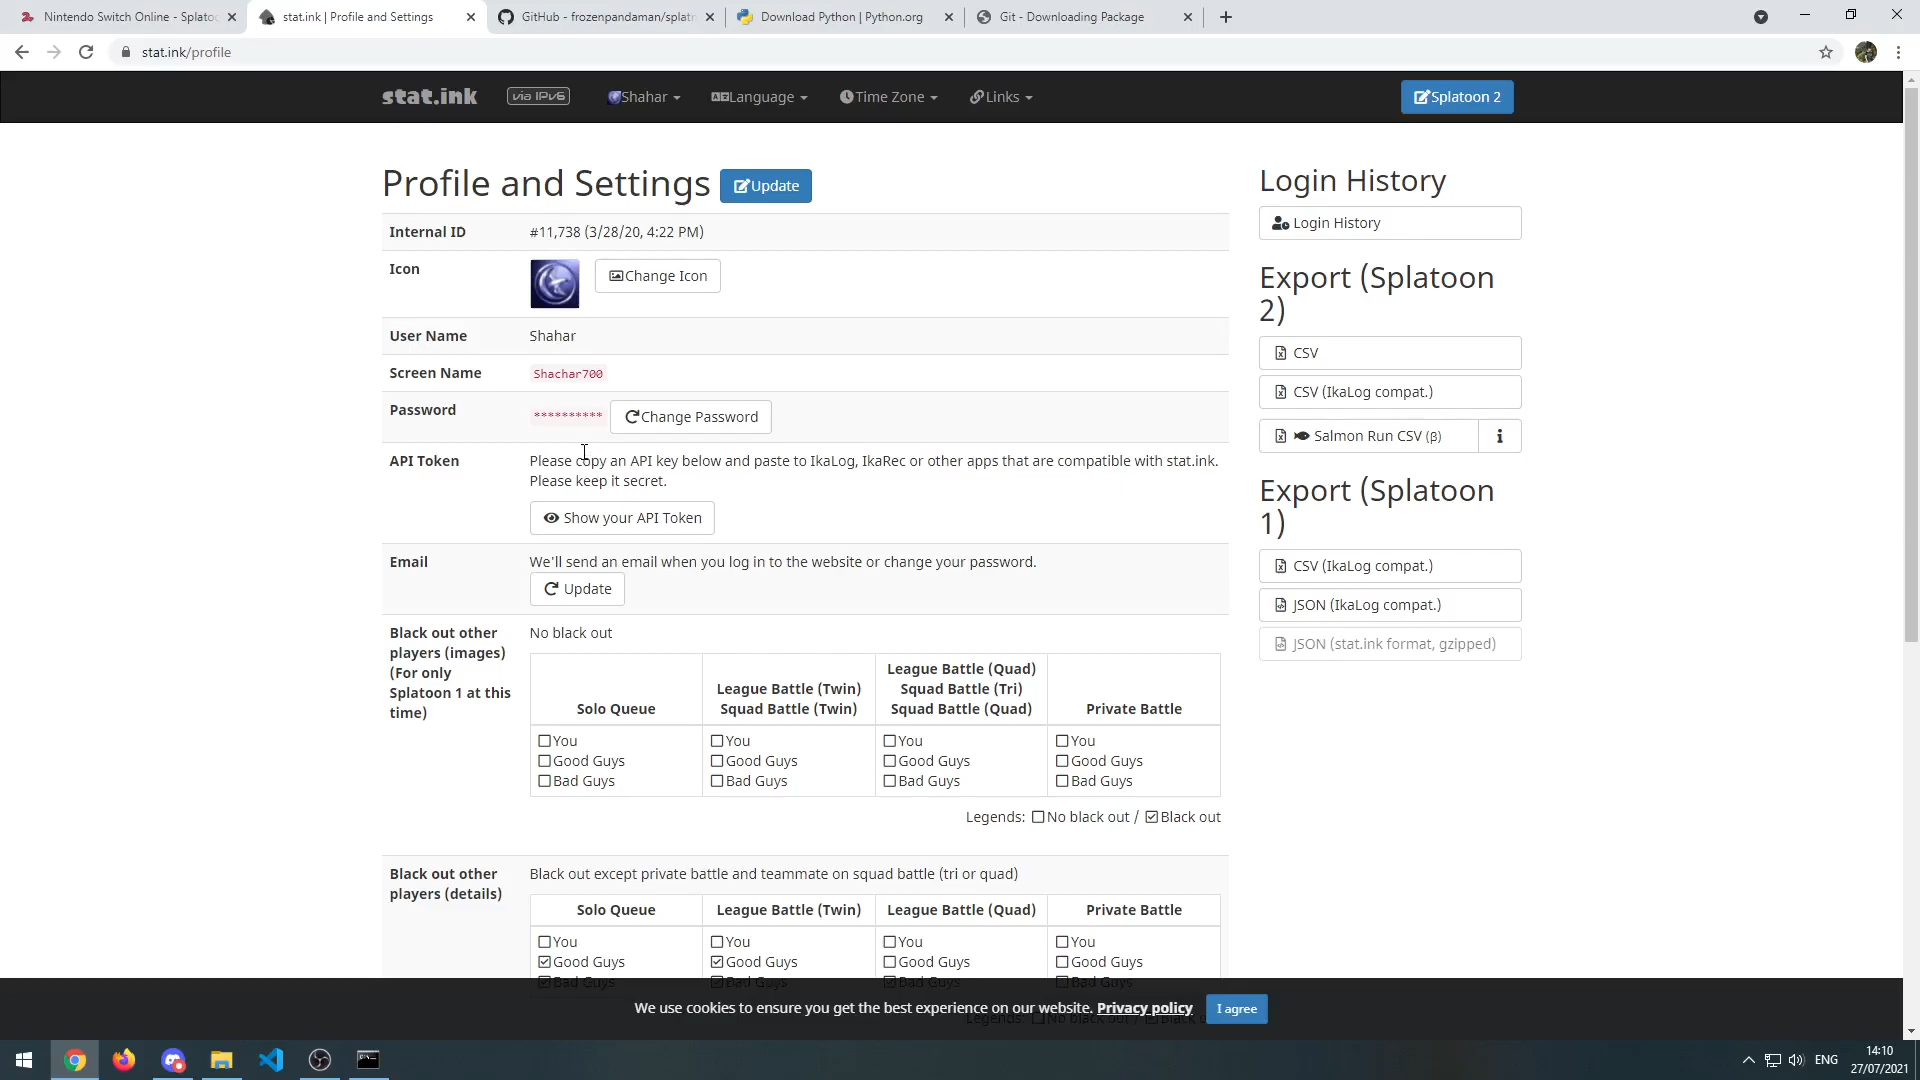 Nintendo Switch Online - Splatoo
stat.ink | Profile and Settings
GitHub - frozenpandaman/splatn
Download Python | Python.org
Git - Downloading Package
stat.ink/profile
stat.ink
via IPv6
Shahar
Language
Time Zone
Links
Splatoon 2
Profile and Settings
Update
Internal ID
#11,738 (3/28/20, 4:22 PM)
Icon
Change Icon
User Name
Shahar
Screen Name
Shachar700
Password
**********
Change Password
API Token
Please copy an API key below and paste to IkaLog, IkaRec or other apps that are compatible with stat.ink.
Please keep it secret.
Show your API Token
Email
We'll send an email when you log in to the website or change your password.
Update
Black out other
players (images)
(For only
Splatoon 1 at this
time)
No black out
Solo Queue
League Battle (Twin)
Squad Battle (Twin)
League Battle (Quad)
Squad Battle (Tri)
Squad Battle (Quad)
Private Battle
You
Good Guys
Bad Guys
You
Good Guys
Bad Guys
You
Good Guys
Bad Guys
You
Good Guys
Bad Guys
Legends: No black out / Black out
Black out other
players (details)
Black out except private battle and teammate on squad battle (tri or quad)
Solo Queue
League Battle (Twin)
League Battle (Quad)
Private Battle
You
Good Guys
Bad Guys
You
Good Guys
Bad Guys
You
Good Guys
Bad Guys
You
Good Guys
Bad Guys
Login History
Login History
Export (Splatoon
2)
CSV
CSV (IkaLog compat.)
Salmon Run CSV (β)
Export (Splatoon
1)
CSV (IkaLog compat.)
JSON (IkaLog compat.)
JSON (stat.ink format, gzipped)
We use cookies to ensure you get the best experience on our website. Privacy policy
I agree
ENG
14:10
27/07/2021